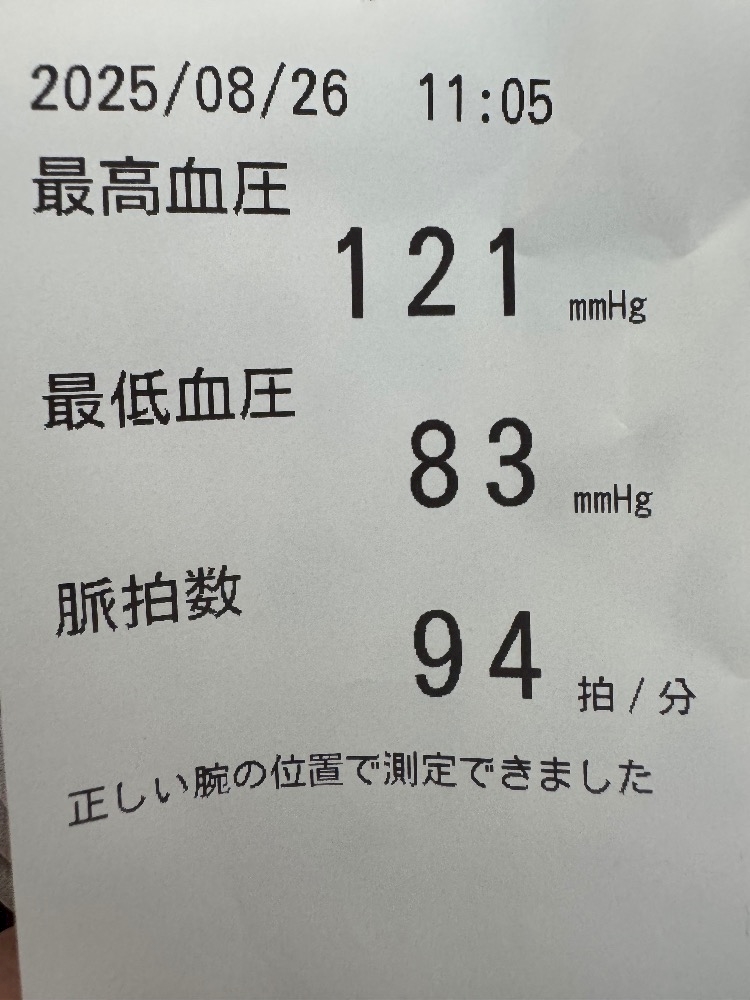 2025/08/26 11:05
最高血圧
121 mmHg
最低血圧
83 mmHg
脈拍数
94 拍/分
正しい腕の位置で測定できました